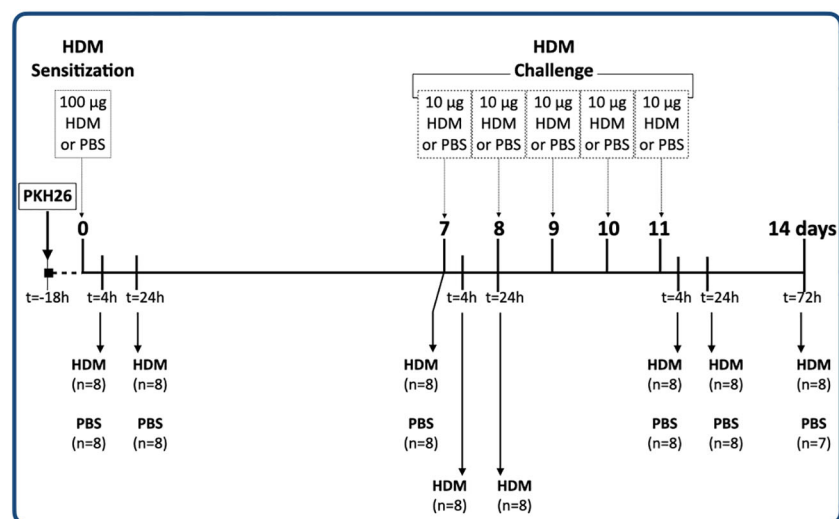 HDM
Sensitization
HDM
Challenge
100 µg
HDM
or PBS
10 µg
HDM
or PBS
10 µg
HDM
or PBS
10 µg
HDM
or PBS
10 µg
HDM
or PBS
10 µg
HDM
or PBS
PKH26
0
7
8
9
10
11
14 days
t=-18h
t=4h
t=24h
t=4h
t=24h
t=4h
t=24h
t=72h
HDM
(n=8)
HDM
(n=8)
HDM
(n=8)
HDM
(n=8)
HDM
(n=8)
HDM
(n=8)
PBS
(n=8)
PBS
(n=8)
PBS
(n=8)
PBS
(n=8)
PBS
(n=8)
PBS
(n=7)
HDM
(n=8)
HDM
(n=8)